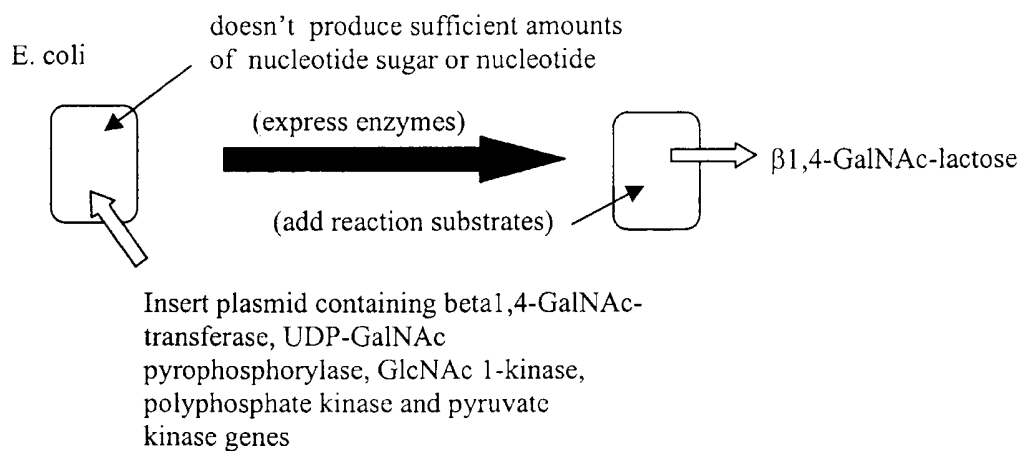 doesn't produce sufficient amounts
of nucleotide sugar or nucleotide
E. coli
(express enzymes)
β1,4-GalNAc-lactose
(add reaction substrates)
Insert plasmid containing beta1,4-GalNAc-
transferase, UDP-GalNAc
pyrophosphorylase, GlcNAc 1-kinase,
polyphosphate kinase and pyruvate
kinase genes